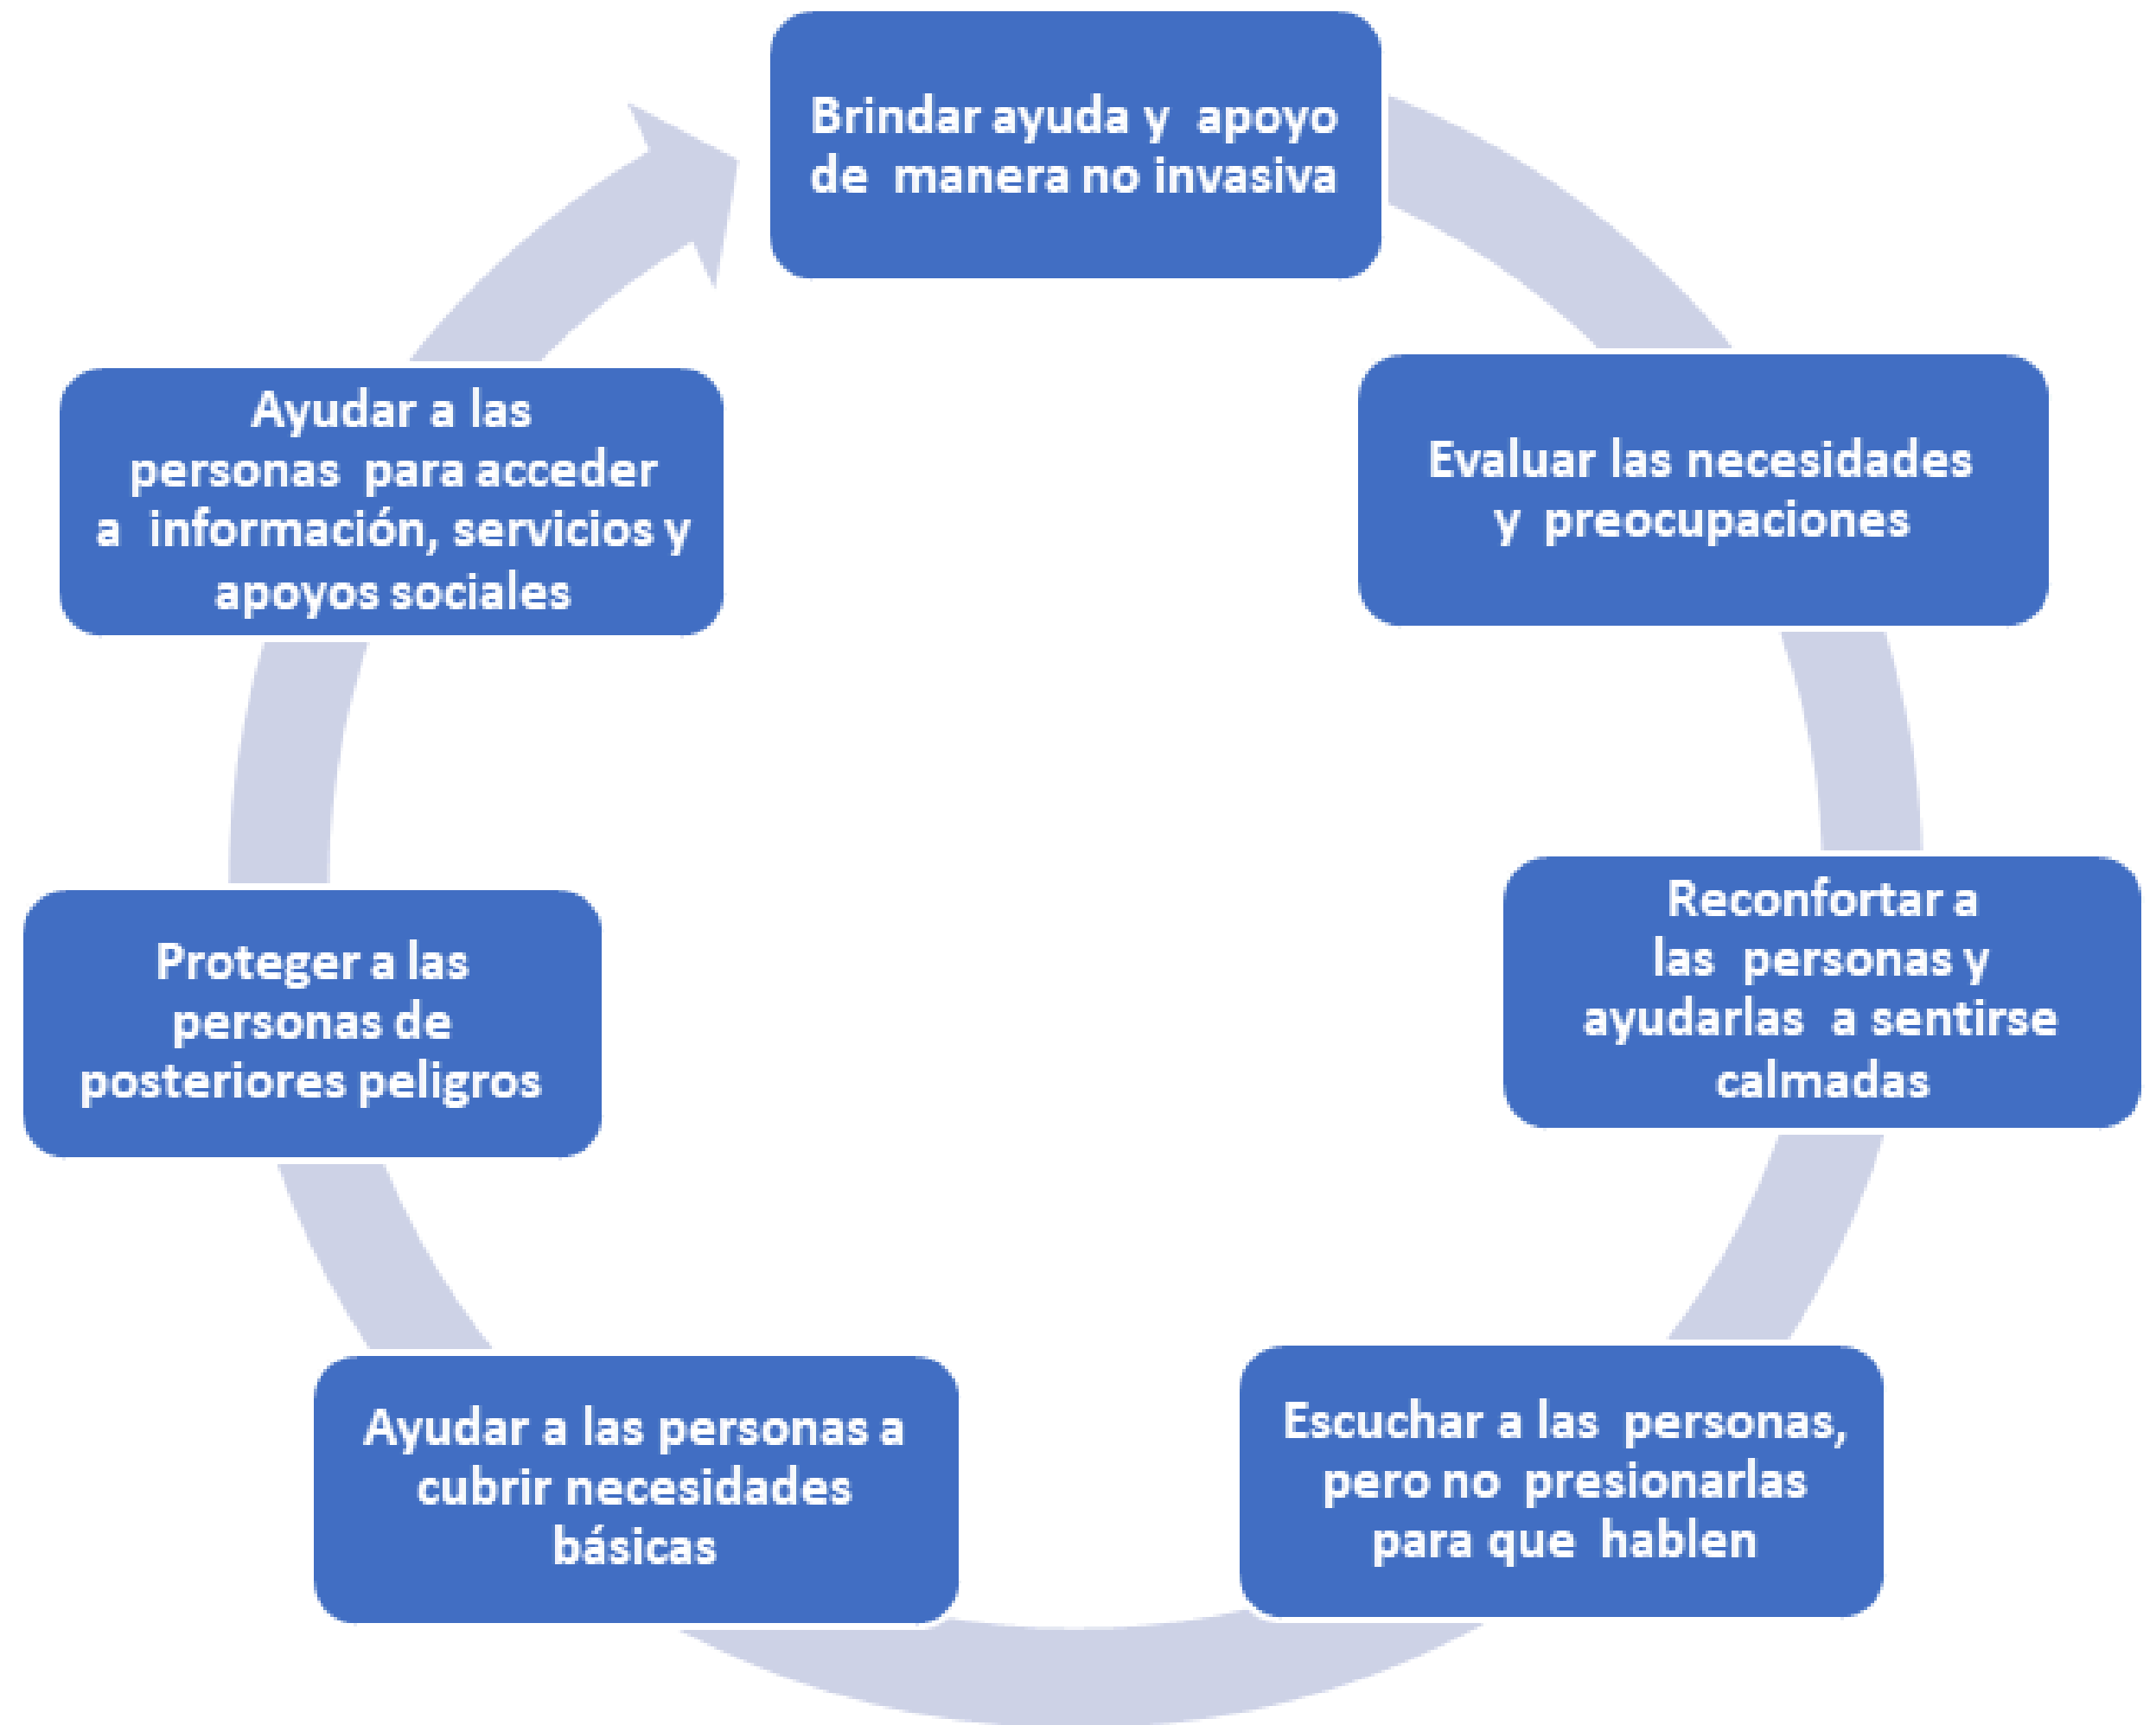 Brindar ayuda y apoyo
de manera no invasiva
Evaluar las necesidades
y preocupaciones
Reconfortar a
las personas y
ayudarlas a sentirse
calmadas
Escuchar a las personas,
pero no presionarlas
para que hablen
Ayudar a las personas a
cubrir necesidades
básicas
Proteger a las
personas de
posteriores peligros
Ayudar a las
personas para acceder
a información, servicios y
apoyos sociales